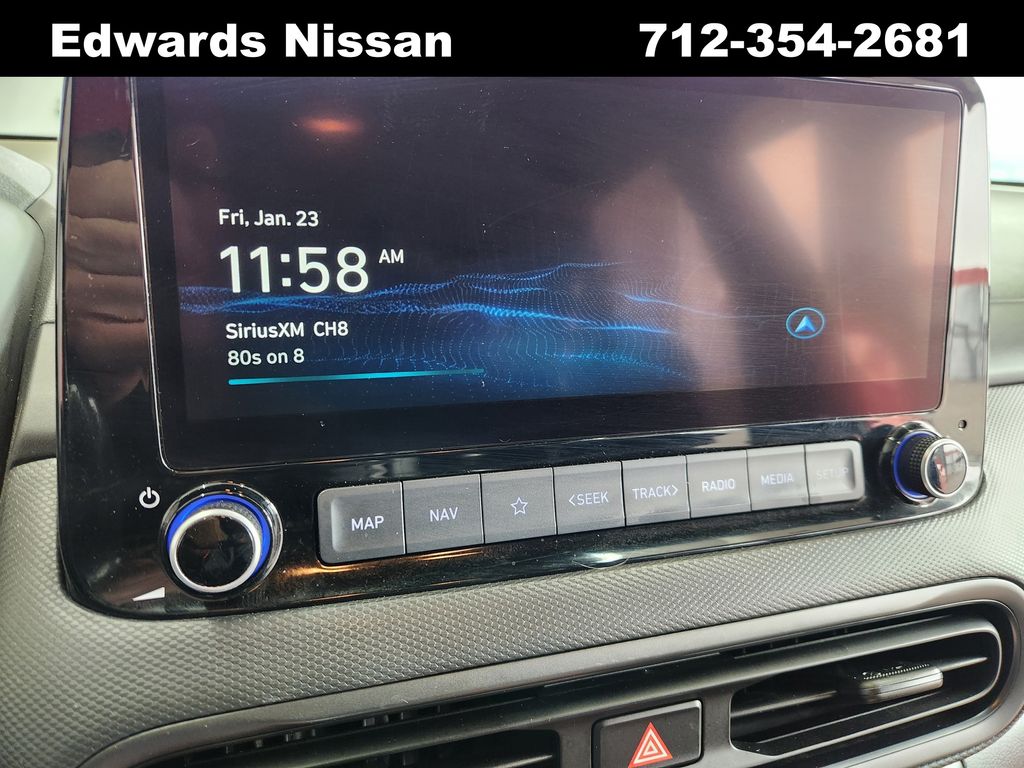 Edwards Nissan 712-354-2681
Fri, Jan. 23
11:58 AM
SiriusXM CH8
80s on 8
MAP NAV <SEEK TRACK> RADIO MEDIA SETUP